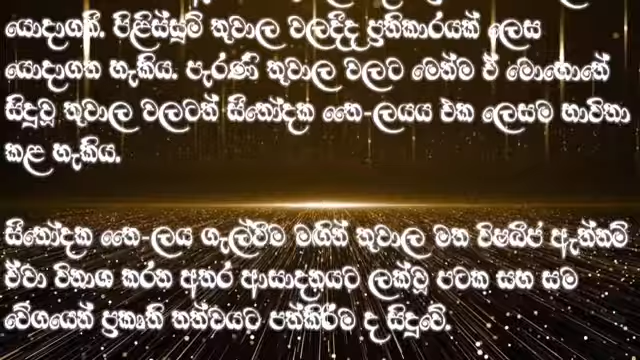 යොදාගනී. පිළිස්සුම් තුවාල වලදීද ප්‍රතිකාරයක් ලෙස
යොදාගත හැකිය. පැරණි තුවාල වලට මෙන්ම ඒ මොහොතේ
සිදුවූ තුවාල වලටත් සීතෝදක තෛ-ලයය එක ලෙසම භාවිතා
කළ හැකිය.
සීතෝදක තෛ-ලය ගැල්වීම මඟින් තුවාල මත විෂබීජ ඇත්නම්
ඒවා විනාශ කරන අතර ආසාදනයට ලක්වූ පටක සහ සම
වේගයෙන් ප්‍රකෘති තත්වයට පත්කිරීම ද සිදුවේ.